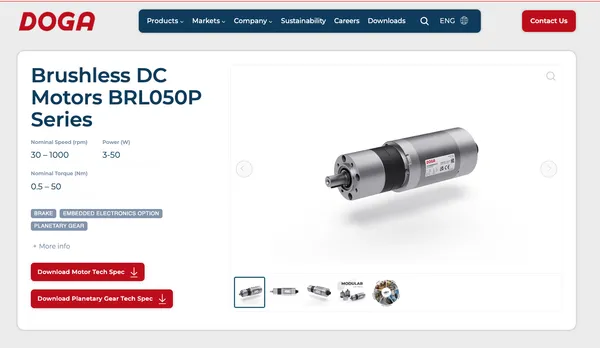 DOGA
Products Markets Company Sustainability Careers Downloads ENG
Contact Us
Brushless DC
Motors BRL050P
Series
Nominal Speed (rpm) Power (W)
30 – 1000 3-50
Nominal Torque (Nm)
0.5 – 50
BRAKE EMBEDDED ELECTRONICS OPTION
PLANETARY GEAR
+ More info
Download Motor Tech Spec
Download Planetary Gear Tech Spec
DOGA
MODULAR